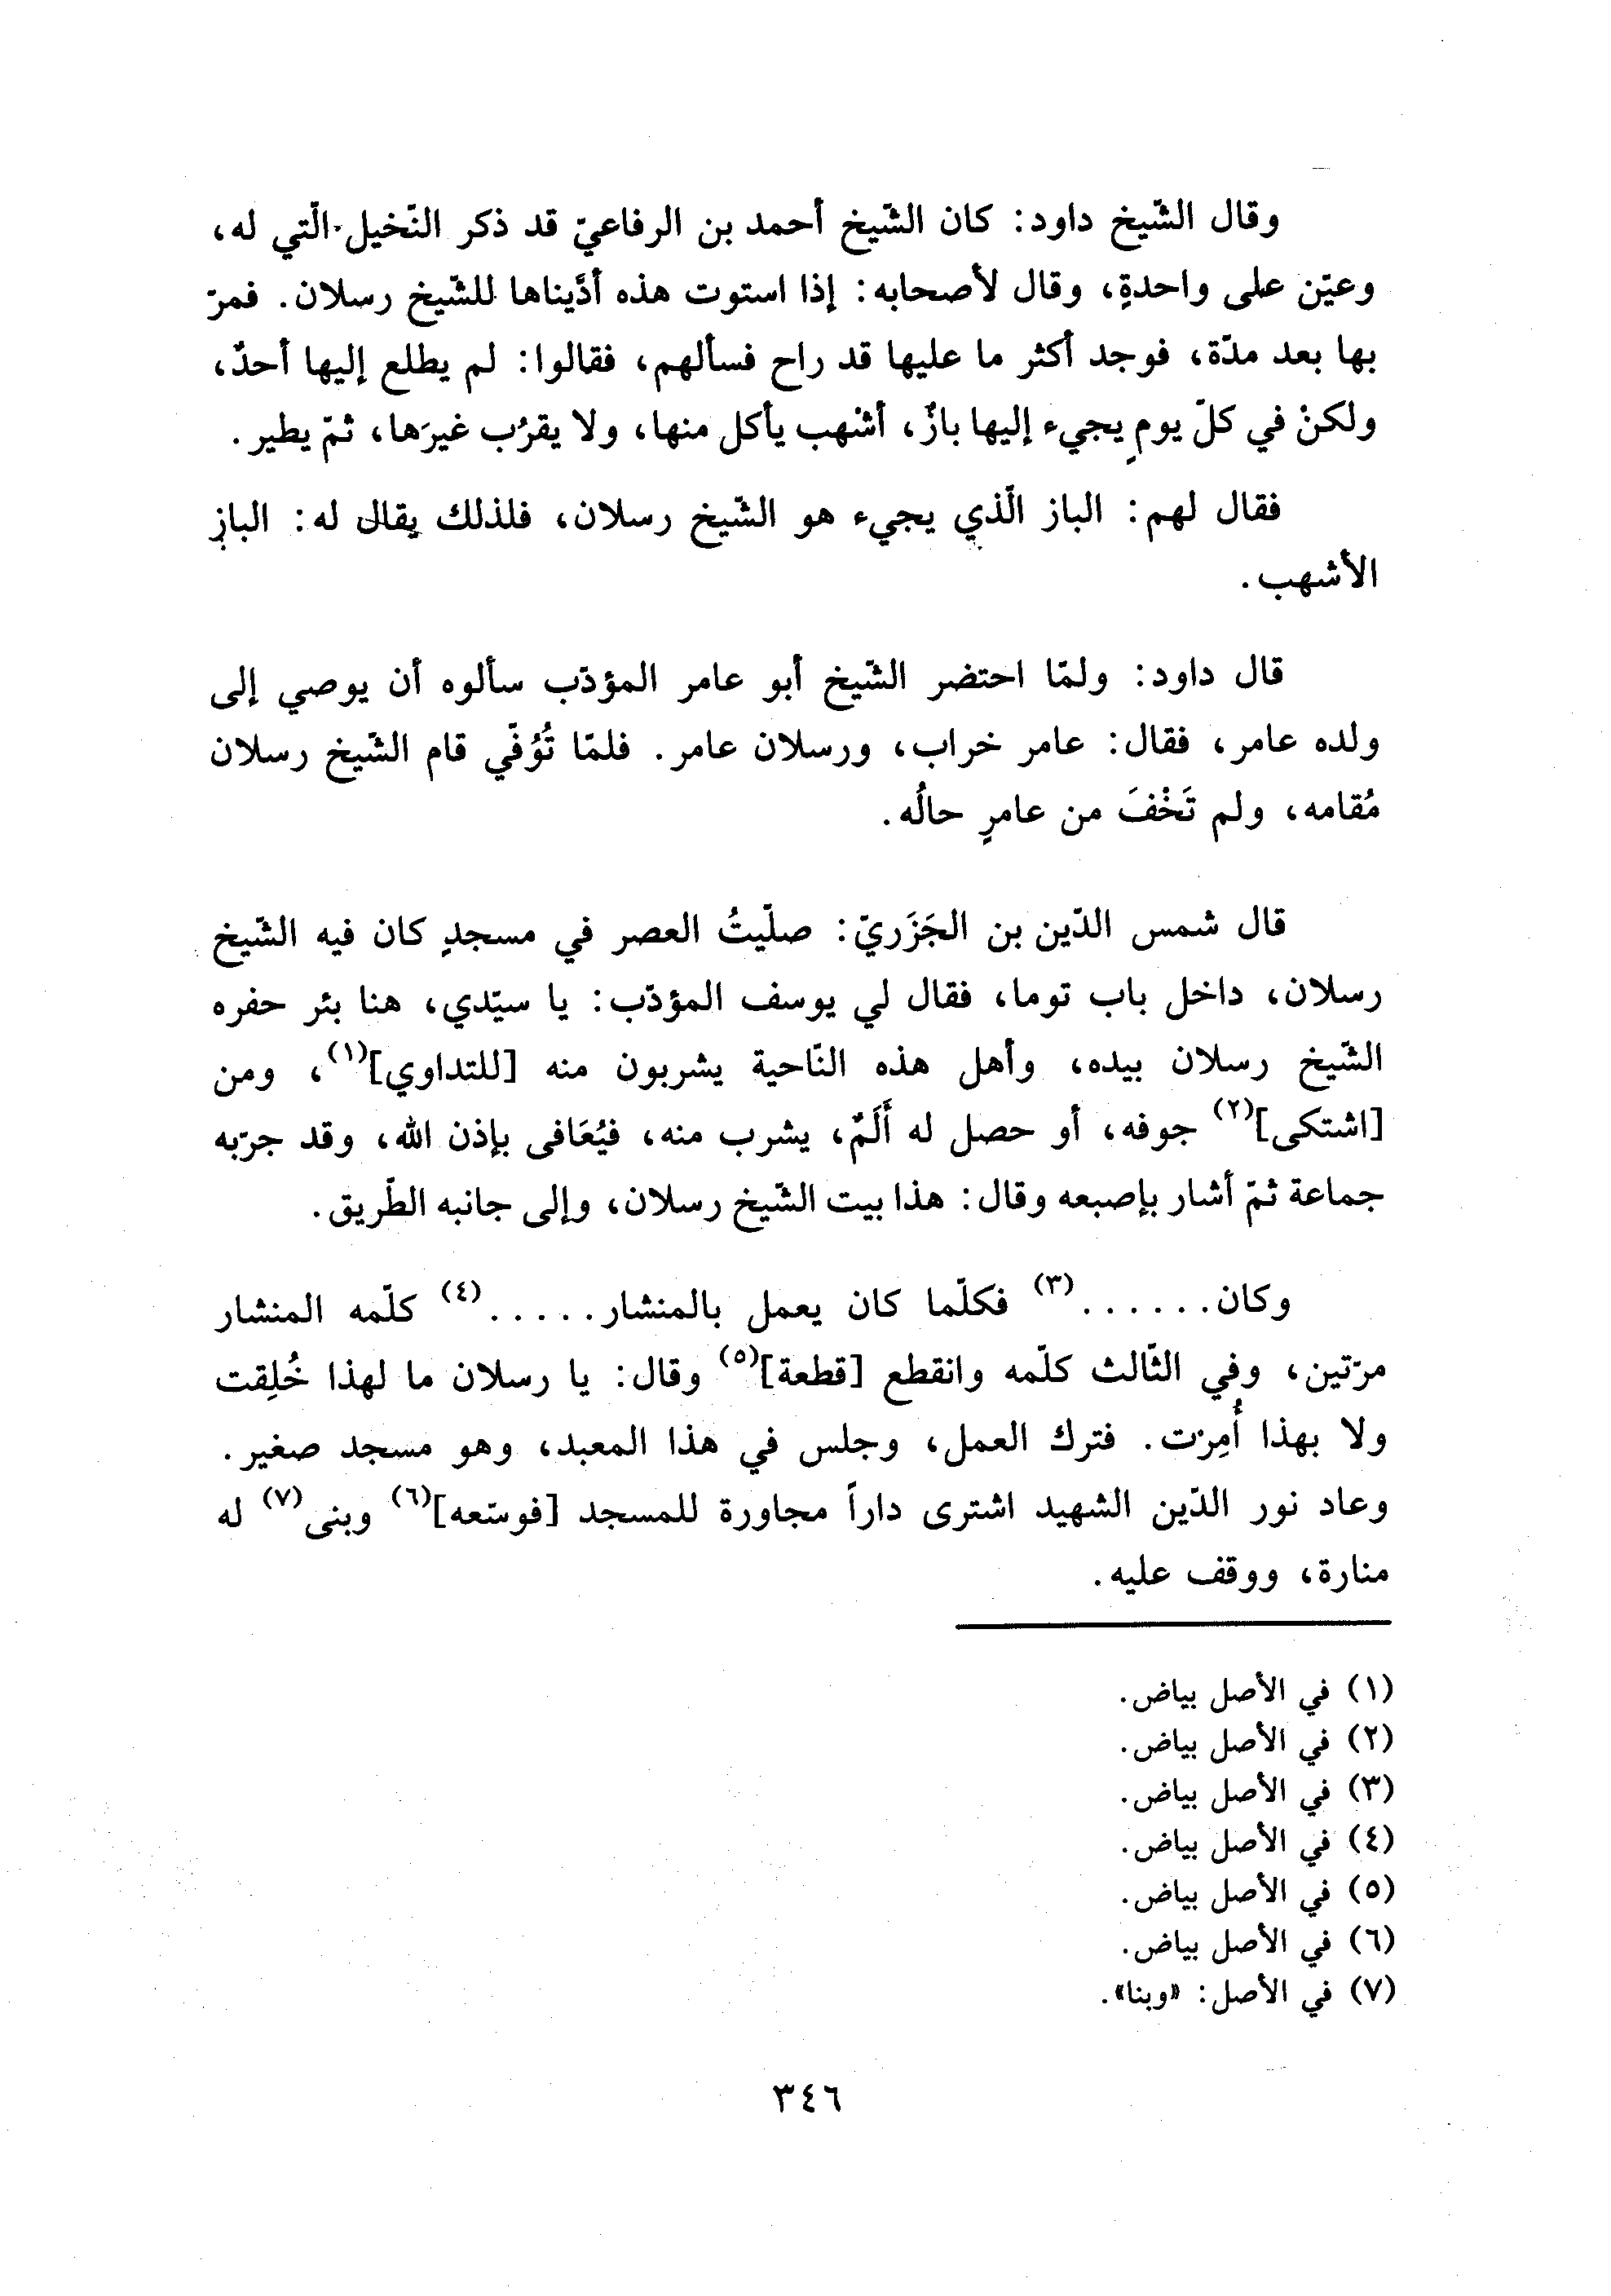 وقال الشّيخ داود: كان الشّيخ أحمد بن الرفاعيّ قد ذكر النّخيل الّتي له،
وعيّن على واحدةٍ، وقال لأصحابه: إذا استوت هذه أدَّيناها للشّيخ رسلان. فمرّ
بها بعد مدّة، فوجد أكثر ما عليها قد راح فسألهم، فقالوا: لم يطلع إليها أحدٌ،
ولكنْ في كلّ يومٍ يجيء إليها بازٌ، أشْهب يأكل منها، ولا يقرُب غيرَها، ثمّ يطير.
فقال لهم: الباز الّذي يجيء هو الشّيخ رسلان، فلذلك يقال له: الباز
الأشهب.
قال داود: ولمّا احتضر الشّيخ أبو عامر المؤدّب سألوه أن يوصي إلى
ولده عامر، فقال: عامر خراب، ورسلان عامر. فلمّا تُوُفّي قام الشّيخ رسلان
مُقامه، ولم تَخْفَ من عامرٍ حالُه.
قال شمس الدّين بن الجَزَريّ: صلّيتُ العصر في مسجدٍ كان فيه الشّيخ
رسلان، داخل باب توما، فقال لي يوسف المؤدّب: يا سيّدي، هنا بئر حفره
الشّيخ رسلان بيده، وأهل هذه النّاحية يشربون منه [للتداوي](١)، ومن
[اشتكى](٢) جوفه، أو حصل له أَلَمٌ، يشرب منه، فيُعَافى بإذن الله، وقد جرّبه
جماعة ثمّ أشار بإصبعه وقال: هذا بيت الشّيخ رسلان، وإلى جانبه الطّريق.
وكان......(٣) فكلّما كان يعمل بالمنشار.....(٤) كلّمه المنشار
مرّتين، وفي الثّالث كلّمه وانقطع [قطعة](٥) وقال: يا رسلان ما لهذا خُلِقت
ولا بهذا أُمِرْت. فترك العمل، وجلس في هذا المعبد، وهو مسجد صغير.
وعاد نور الدّين الشهيد اشترى داراً مجاورة للمسجد [فوسّعه](٦) وبنى(٧) له
منارة، ووقف عليه.
(١) في الأصل بياض.
(٢) في الأصل بياض.
(٣) في الأصل بياض.
(٤) في الأصل بياض.
(٥) في الأصل بياض.
(٦) في الأصل بياض.
(٧) في الأصل: «وبنا».
٣٤٦